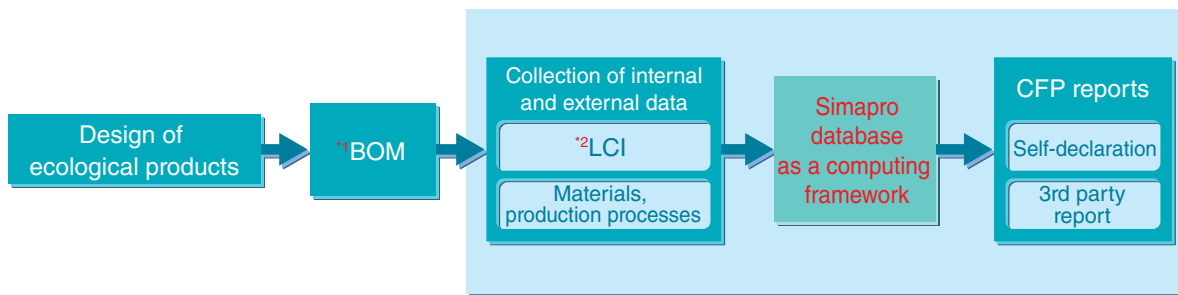 Design of
ecological products
*1BOM
Collection of internal
and external data
*2LCI
Materials,
production processes
Simapro
database
as a computing
framework
CFP reports
Self-declaration
3rd party
report